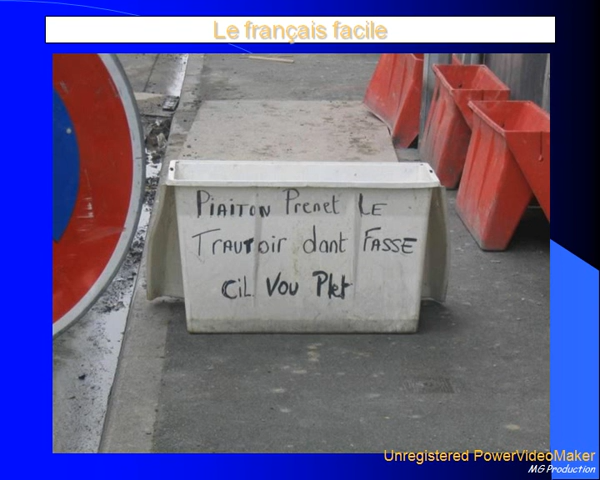 Le français facile
Piaiton Prenet Le
Trautoir dant Fasse
Cil Vou Plet
Unregistered PowerVideoMaker
MG Production